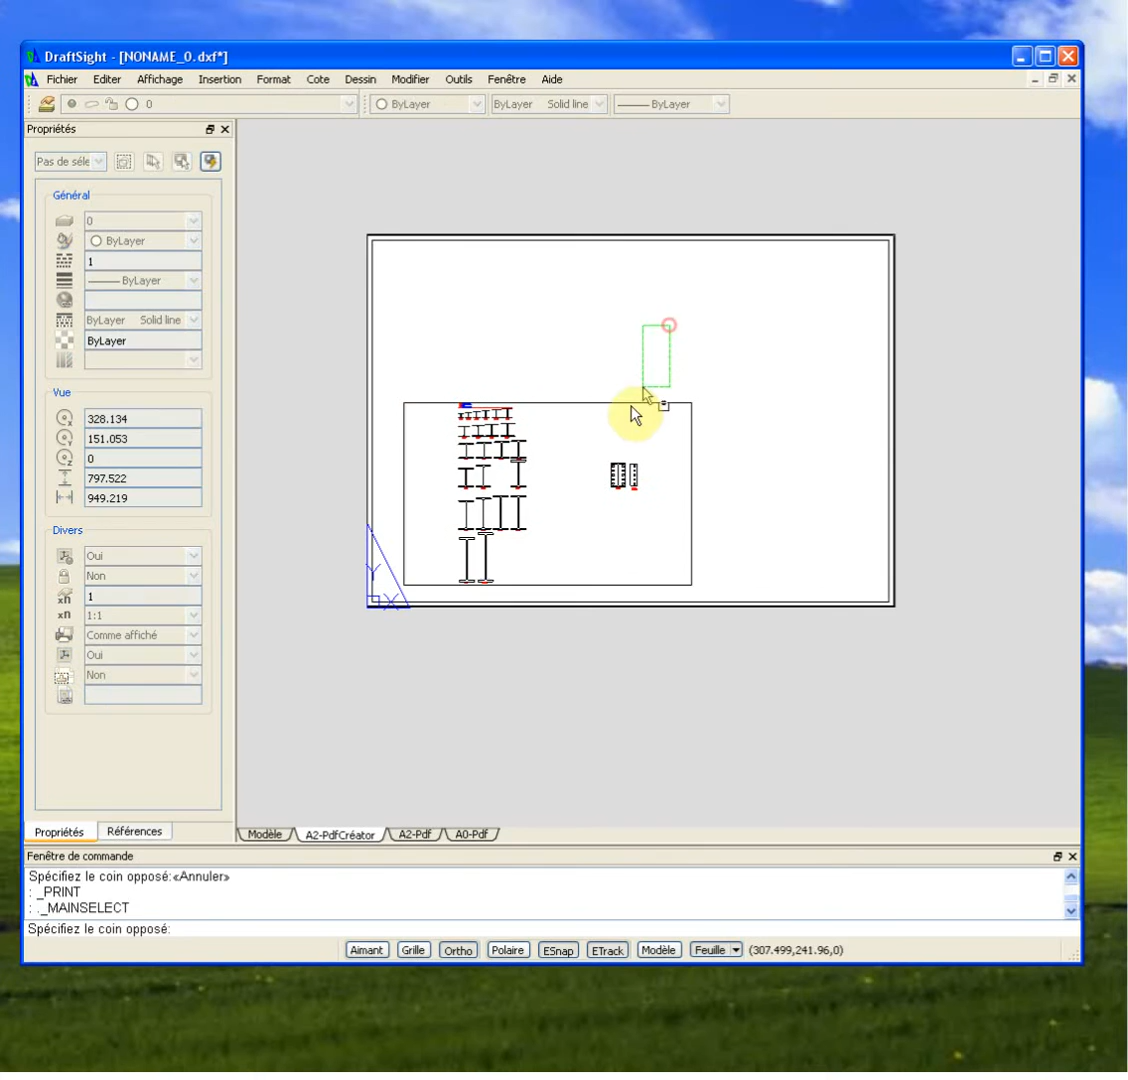 DraftSight - [NONAME_0.dxf*]
Fichier Editer Affichage Insertion Format Cote Dessin Modifier Outils Fenêtre Aide
0 ByLayer ByLayer Solid line ByLayer
Propriétés
Pas de séle
Général
0
ByLayer
1
ByLayer
ByLayer Solid line
ByLayer
Vue
328.134
151.053
0
797.522
949.219
Divers
Oui
Non
1
1:1
Comme affiché
Oui
Non
Y
X
Propriétés Références
Modèle A2-PdfCréator A2-Pdf A0-Pdf
Fenêtre de commande
Spécifiez le coin opposé:«Annuler»
: _PRINT
: ._MAINSELECT
Spécifiez le coin opposé:
Aimant Grille Ortho Polaire ESnap ETrack Modèle Feuille (307.499,241.96,0)